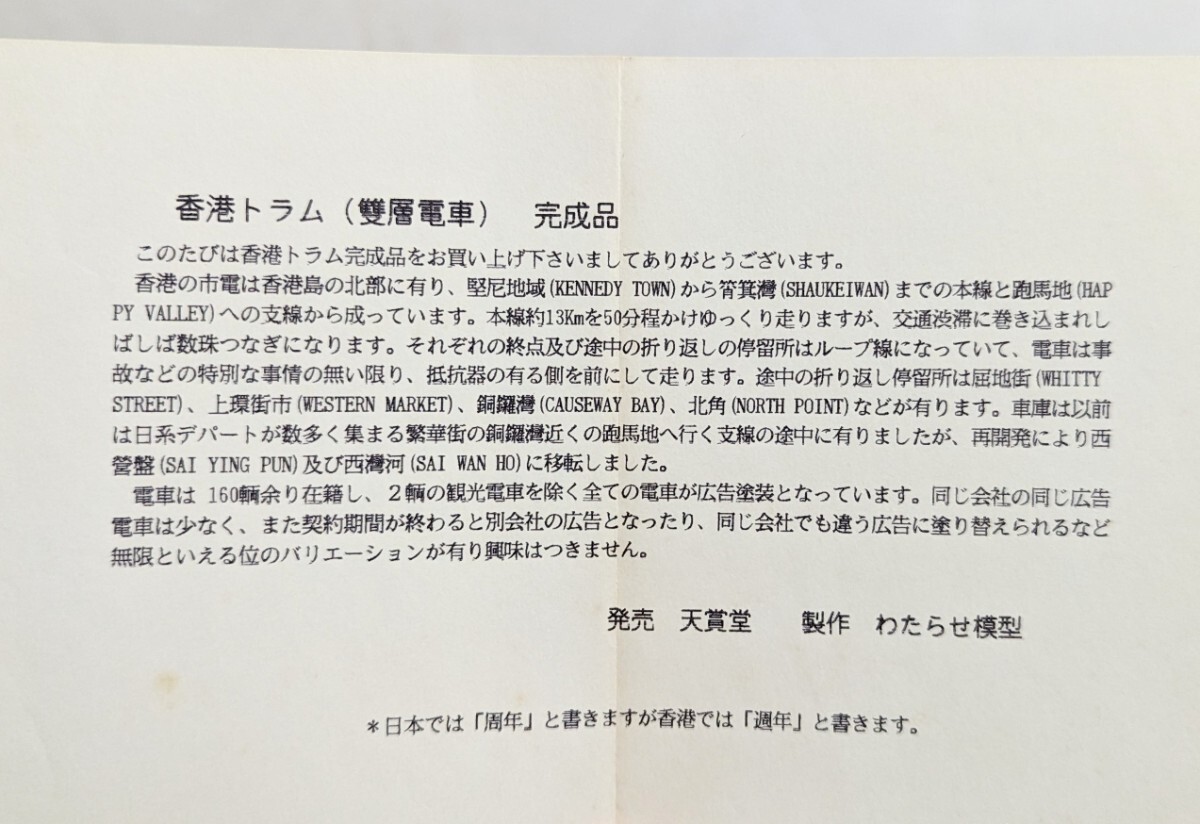 香港トラム（雙層電車）　完成品
このたびは香港トラム完成品をお買い上げ下さいましてありがとうございます。
香港の市電は香港島の北部に有り、堅尼地域(KENNEDY TOWN)から筲箕灣(SHAUKEIWAN)までの本線と跑馬地(HAP
PY VALLEY)への支線から成っています。本線約13Kmを50分程かけゆっくり走りますが、交通渋滞に巻き込まれし
ばしば数珠つなぎになります。それぞれの終点及び途中の折り返しの停留所はループ線になっていて、電車は事
故などの特別な事情の無い限り、抵抗器の有る側を前にして走ります。途中の折り返し停留所は屈地街(WHITTY
STREET)、上環街市(WESTERN MARKET)、銅鑼灣(CAUSEWAY BAY)、北角(NORTH POINT)などが有ります。車庫は以前
は日系デパートが数多く集まる繁華街の銅鑼灣近くの跑馬地へ行く支線の途中に有りましたが、再開発により西
營盤(SAI YING PUN)及び西灣河(SAI WAN HO)に移転しました。
電車は 160輌余り在籍し、２輌の観光電車を除く全ての電車が広告塗装となっています。同じ会社の同じ広告
電車は少なく、また契約期間が終わると別会社の広告となったり、同じ会社でも違う広告に塗り替えられるなど
無限といえる位のバリエーションが有り興味はつきません。
発売　天賞堂　　製作　わたらせ模型
＊日本では「周年」と書きますが香港では「週年」と書きます。